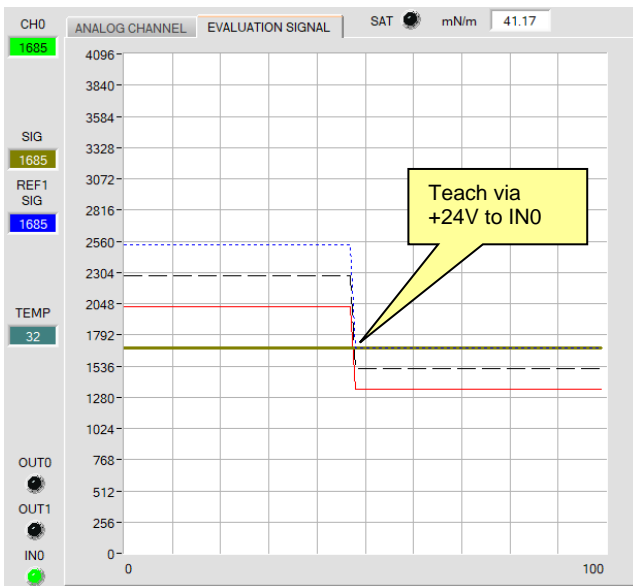 CH0
1685
SIG
1685
REF1
SIG
1685
TEMP
32
OUT0
OUT1
IN0
ANALOG CHANNEL
EVALUATION SIGNAL
SAT
mN/m
41.17
4096
3840
3584
3328
3072
2816
2560
2304
2048
1792
1536
1280
1024
768
512
256
0
0
100
Teach via
+24V to IN0